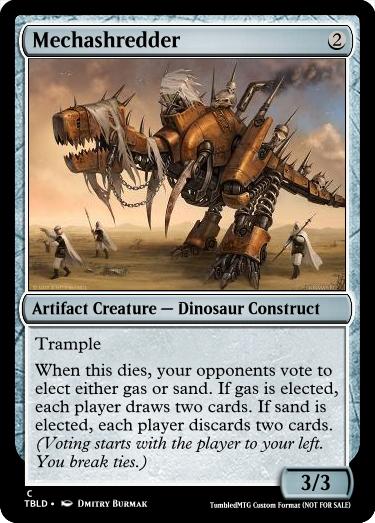 Mechashredder 2
Artifact Creature — Dinosaur Construct
Trample
When this dies, your opponents vote to
elect either gas or sand. If gas is elected,
each player draws two cards. If sand is
elected, each player discards two cards.
(Voting starts with the player to your left.
You break ties.)
3/3
C
TBLD • Dmitry Burmak
TumbledMTG Custom Format (NOT FOR SALE)